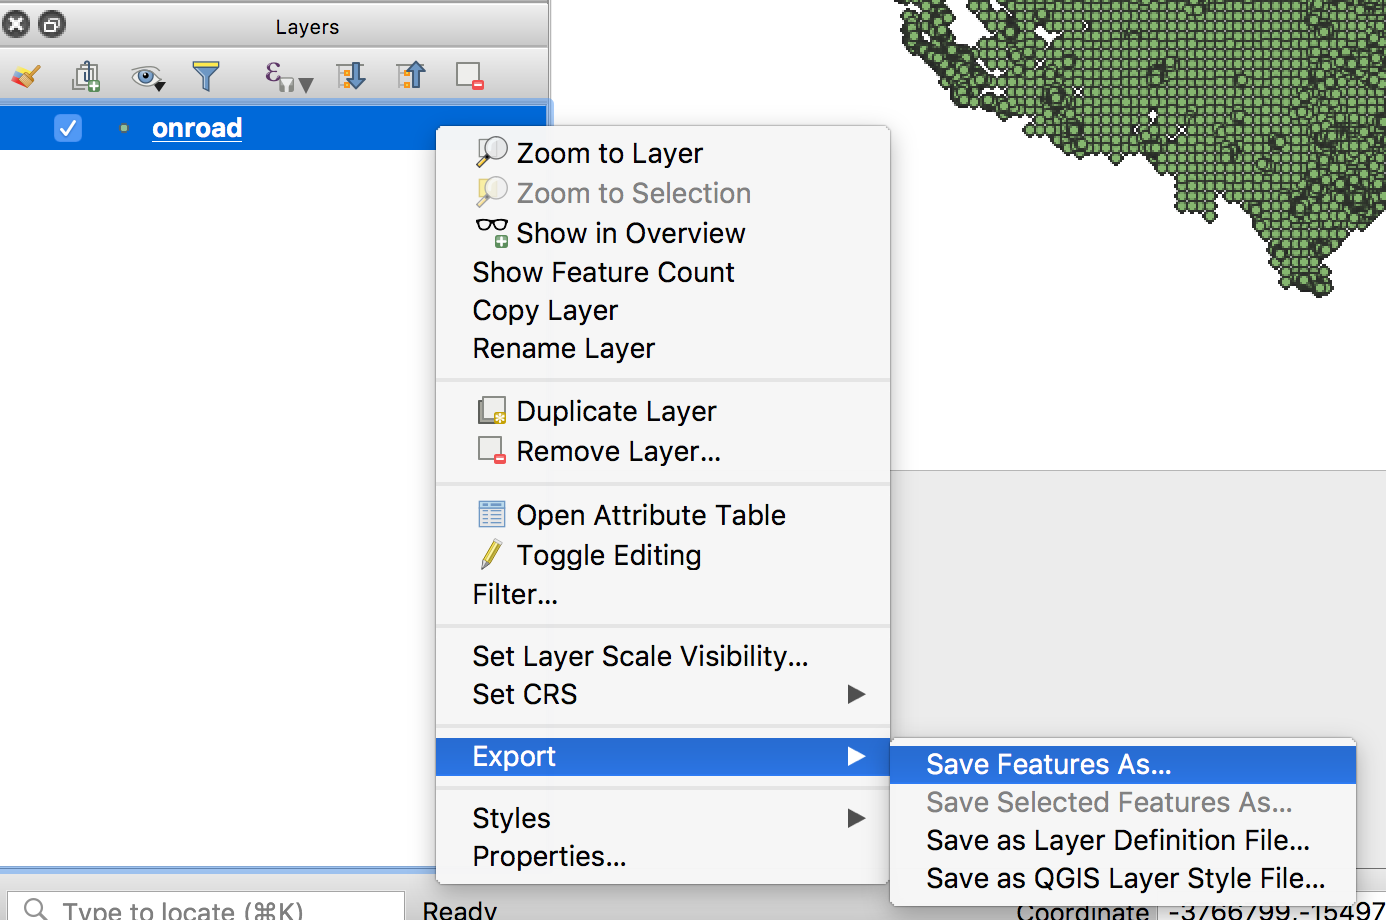 Layers
onroad
Zoom to Layer
Zoom to Selection
Show in Overview
Show Feature Count
Copy Layer
Rename Layer
Duplicate Layer
Remove Layer...
Open Attribute Table
Toggle Editing
Filter...
Set Layer Scale Visibility...
Set CRS
Export
Styles
Properties...
Save Features As...
Save Selected Features As...
Save as Layer Definition File...
Save as QGIS Layer Style File...
Type to locate (⌘K)
Ready
Coordinate -3766799,-15497